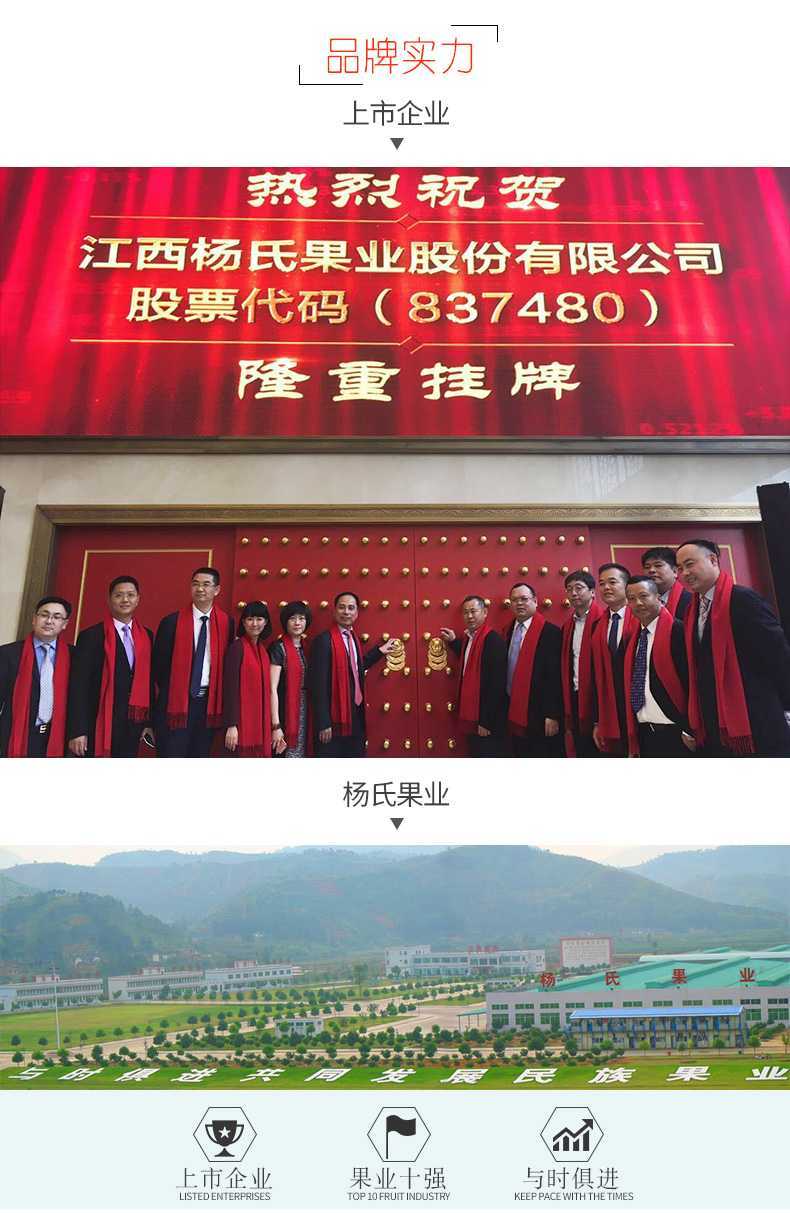 品牌实力
上市企业
热烈祝贺
江西杨氏果业股份有限公司
股票代码（837480）
隆重挂牌
杨氏果业
杨氏果业
与时俱进共同发展民族果业
上市企业
LISTED ENTERPRISES
果业十强
TOP 10 FRUIT INDUSTRY
与时俱进
KEEP PACE WITH THE TIMES